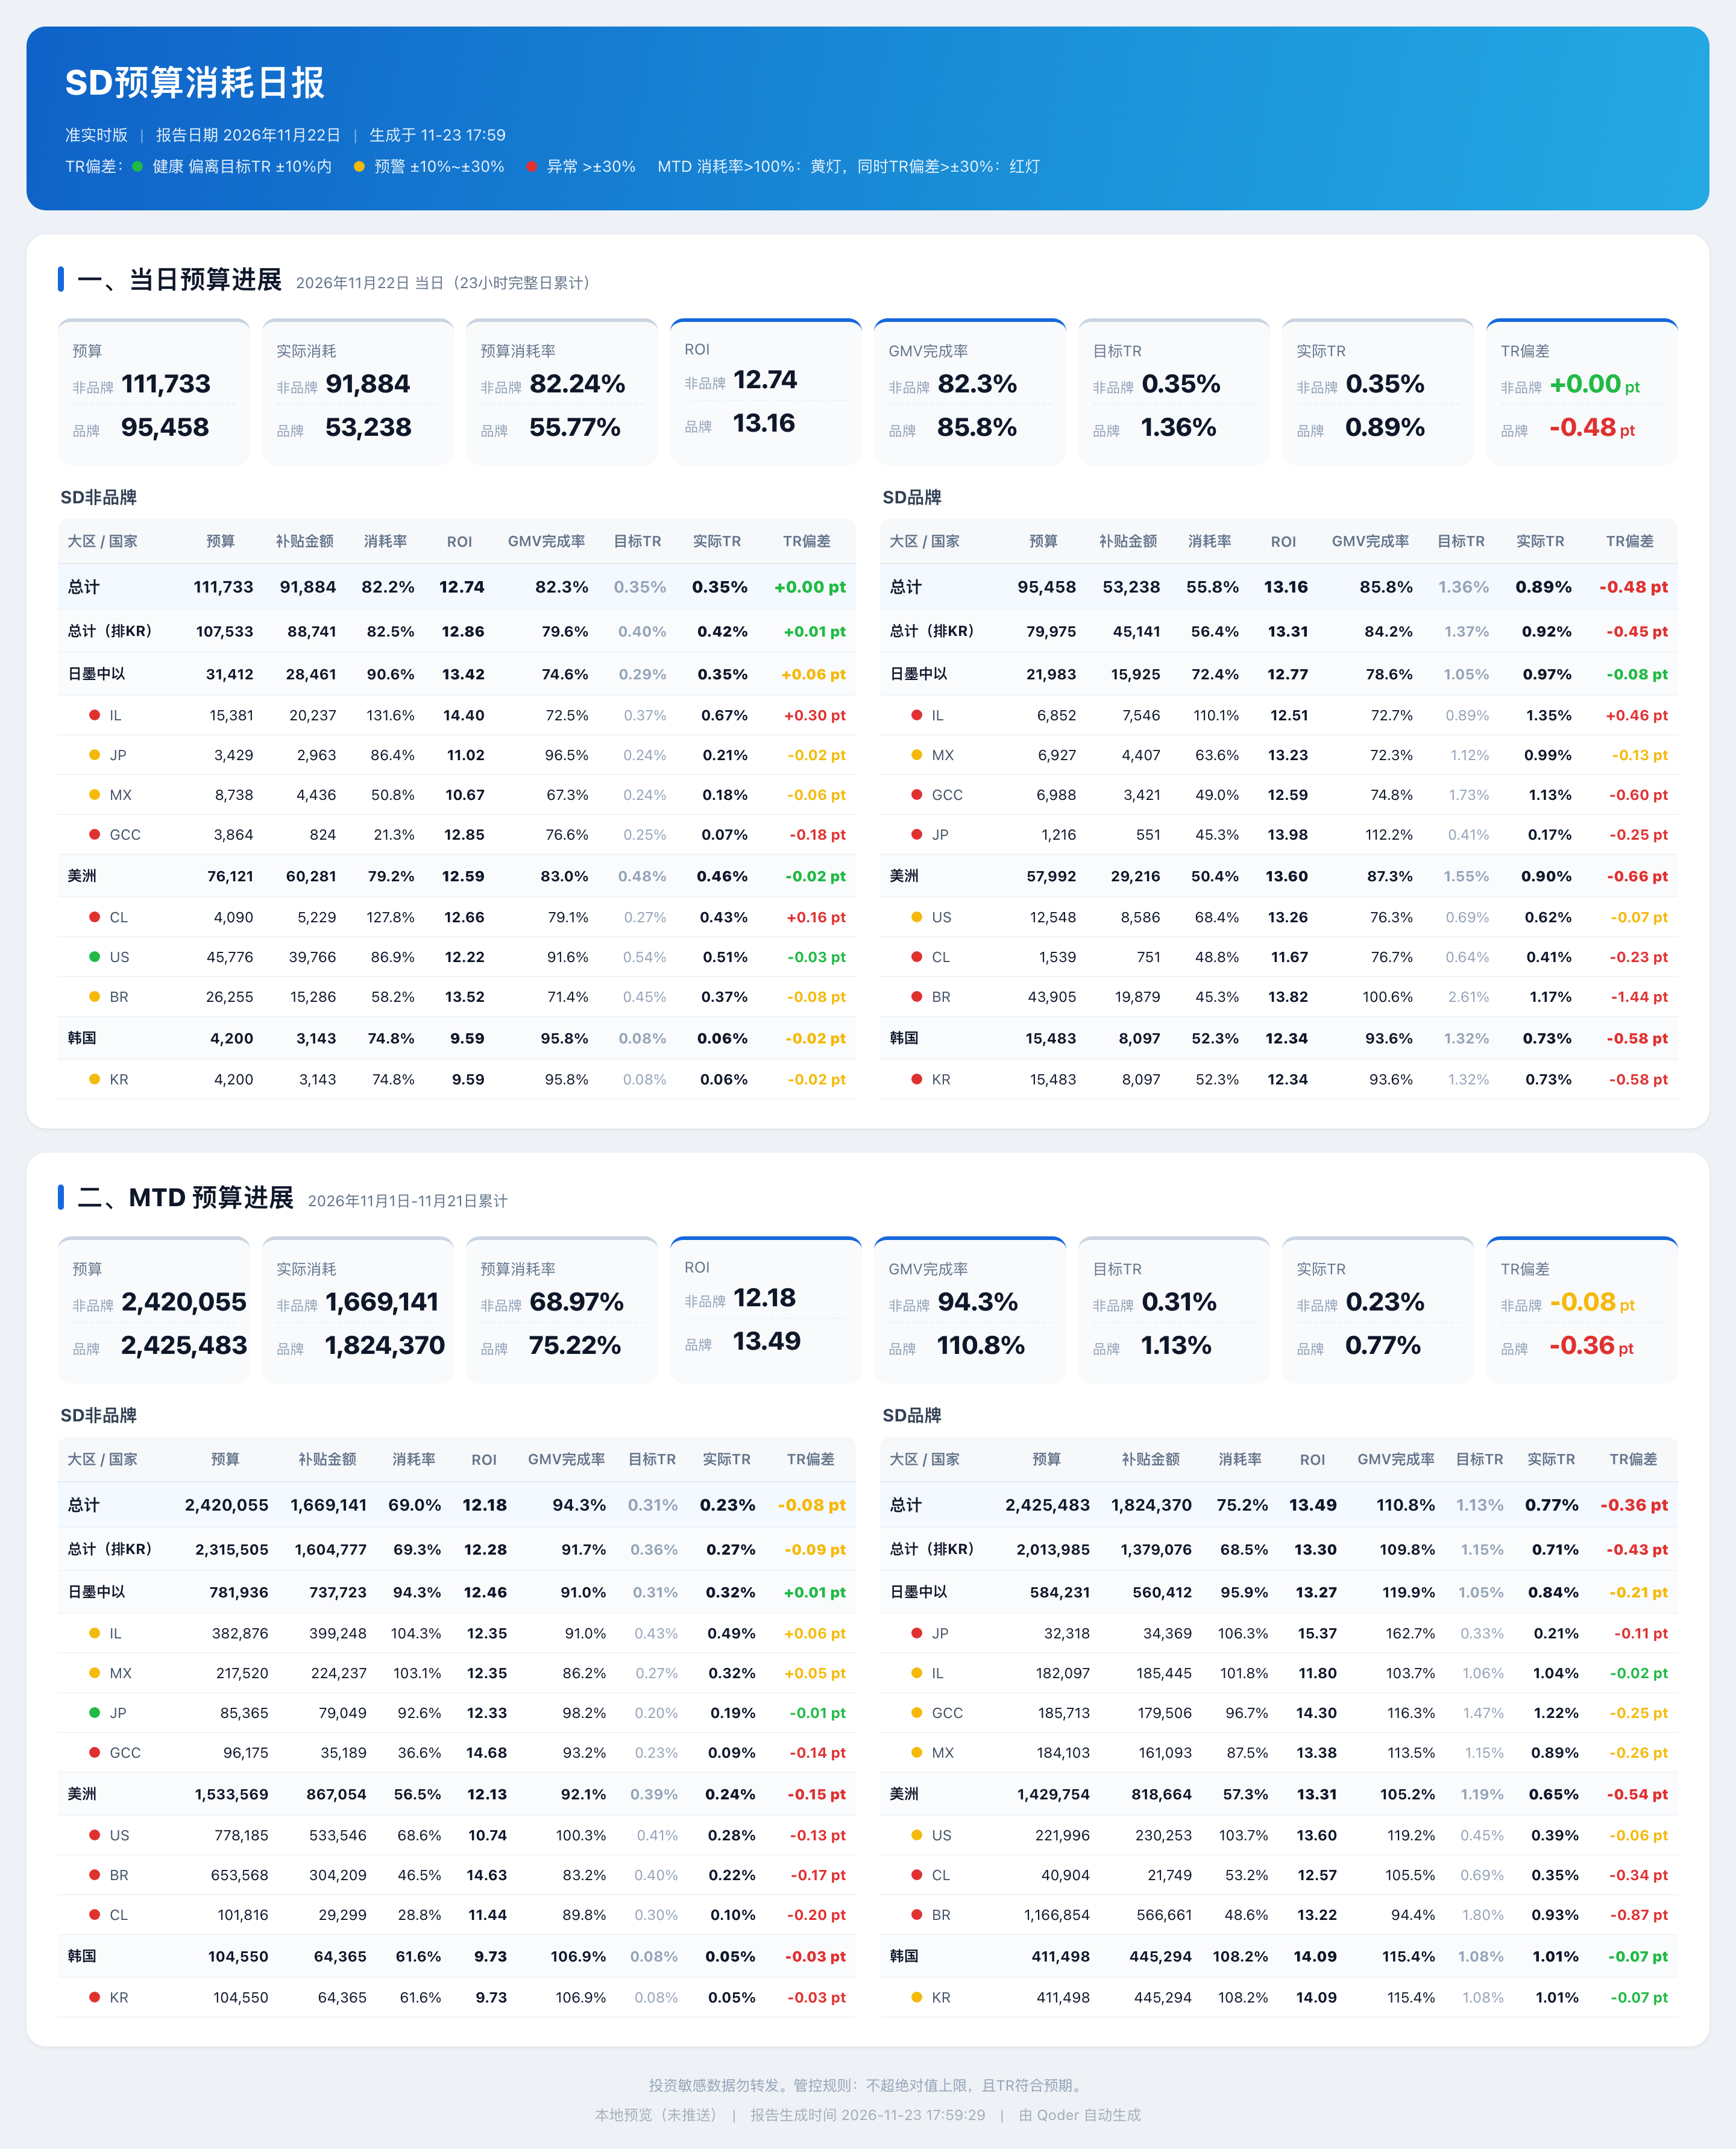 SD预算消耗日报
准实时版 | 报告日期 2026年11月22日 | 生成于 11-23 17:59
TR偏差： 健康 偏离目标TR ±10%内 预警 ±10%~±30% 异常 >±30% MTD 消耗率>100%：黄灯，同时TR偏差>±30%：红灯
一、当日预算进展 2026年11月22日 当日（23小时完整日累计）
预算 实际消耗 预算消耗率 ROI GMV完成率 目标TR 实际TR TR偏差
非品牌 111,733 非品牌 91,884 非品牌 82.24% 非品牌 12.74 非品牌 82.3% 非品牌 0.35% 非品牌 0.35% 非品牌 +0.00 pt
品牌 95,458 品牌 53,238 品牌 55.77% 品牌 13.16 品牌 85.8% 品牌 1.36% 品牌 0.89% 品牌 -0.48 pt
SD非品牌
大区 / 国家 预算 补贴金额 消耗率 ROI GMV完成率 目标TR 实际TR TR偏差
总计 111,733 91,884 82.2% 12.74 82.3% 0.35% 0.35% +0.00 pt
总计（排KR） 107,533 88,741 82.5% 12.86 79.6% 0.40% 0.42% +0.01 pt
日墨中以 31,412 28,461 90.6% 13.42 74.6% 0.29% 0.35% +0.06 pt
IL 15,381 20,237 131.6% 14.40 72.5% 0.37% 0.67% +0.30 pt
JP 3,429 2,963 86.4% 11.02 96.5% 0.24% 0.21% -0.02 pt
MX 8,738 4,436 50.8% 10.67 67.3% 0.24% 0.18% -0.06 pt
GCC 3,864 824 21.3% 12.85 76.6% 0.25% 0.07% -0.18 pt
美洲 76,121 60,281 79.2% 12.59 83.0% 0.48% 0.46% -0.02 pt
CL 4,090 5,229 127.8% 12.66 79.1% 0.27% 0.43% +0.16 pt
US 45,776 39,766 86.9% 12.22 91.6% 0.54% 0.51% -0.03 pt
BR 26,255 15,286 58.2% 13.52 71.4% 0.45% 0.37% -0.08 pt
韩国 4,200 3,143 74.8% 9.59 95.8% 0.08% 0.06% -0.02 pt
KR 4,200 3,143 74.8% 9.59 95.8% 0.08% 0.06% -0.02 pt
SD品牌
大区 / 国家 预算 补贴金额 消耗率 ROI GMV完成率 目标TR 实际TR TR偏差
总计 95,458 53,238 55.8% 13.16 85.8% 1.36% 0.89% -0.48 pt
总计（排KR） 79,975 45,141 56.4% 13.31 84.2% 1.37% 0.92% -0.45 pt
日墨中以 21,983 15,925 72.4% 12.77 78.6% 1.05% 0.97% -0.08 pt
IL 6,852 7,546 110.1% 12.51 72.7% 0.89% 1.35% +0.46 pt
MX 6,927 4,407 63.6% 13.23 72.3% 1.12% 0.99% -0.13 pt
GCC 6,988 3,421 49.0% 12.59 74.8% 1.73% 1.13% -0.60 pt
JP 1,216 551 45.3% 13.98 112.2% 0.41% 0.17% -0.25 pt
美洲 57,992 29,216 50.4% 13.60 87.3% 1.55% 0.90% -0.66 pt
US 12,548 8,586 68.4% 13.26 76.3% 0.69% 0.62% -0.07 pt
CL 1,539 751 48.8% 11.67 76.7% 0.64% 0.41% -0.23 pt
BR 43,905 19,879 45.3% 13.82 100.6% 2.61% 1.17% -1.44 pt
韩国 15,483 8,097 52.3% 12.34 93.6% 1.32% 0.73% -0.58 pt
KR 15,483 8,097 52.3% 12.34 93.6% 1.32% 0.73% -0.58 pt
二、MTD 预算进展 2026年11月1日-11月21日累计
预算 实际消耗 预算消耗率 ROI GMV完成率 目标TR 实际TR TR偏差
非品牌 2,420,055 非品牌 1,669,141 非品牌 68.97% 非品牌 12.18 非品牌 94.3% 非品牌 0.31% 非品牌 0.23% 非品牌 -0.08 pt
品牌 2,425,483 品牌 1,824,370 品牌 75.22% 品牌 13.49 品牌 110.8% 品牌 1.13% 品牌 0.77% 品牌 -0.36 pt
SD非品牌
大区 / 国家 预算 补贴金额 消耗率 ROI GMV完成率 目标TR 实际TR TR偏差
总计 2,420,055 1,669,141 69.0% 12.18 94.3% 0.31% 0.23% -0.08 pt
总计（排KR） 2,315,505 1,604,777 69.3% 12.28 91.7% 0.36% 0.27% -0.09 pt
日墨中以 781,936 737,723 94.3% 12.46 91.0% 0.31% 0.32% +0.01 pt
IL 382,876 399,248 104.3% 12.35 91.0% 0.43% 0.49% +0.06 pt
MX 217,520 224,237 103.1% 12.35 86.2% 0.27% 0.32% +0.05 pt
JP 85,365 79,049 92.6% 12.33 98.2% 0.20% 0.19% -0.01 pt
GCC 96,175 35,189 36.6% 14.68 93.2% 0.23% 0.09% -0.14 pt
美洲 1,533,569 867,054 56.5% 12.13 92.1% 0.39% 0.24% -0.15 pt
US 778,185 533,546 68.6% 10.74 100.3% 0.41% 0.28% -0.13 pt
BR 653,568 304,209 46.5% 14.63 83.2% 0.40% 0.22% -0.17 pt
CL 101,816 29,299 28.8% 11.44 89.8% 0.30% 0.10% -0.20 pt
韩国 104,550 64,365 61.6% 9.73 106.9% 0.08% 0.05% -0.03 pt
KR 104,550 64,365 61.6% 9.73 106.9% 0.08% 0.05% -0.03 pt
SD品牌
大区 / 国家 预算 补贴金额 消耗率 ROI GMV完成率 目标TR 实际TR TR偏差
总计 2,425,483 1,824,370 75.2% 13.49 110.8% 1.13% 0.77% -0.36 pt
总计（排KR） 2,013,985 1,379,076 68.5% 13.30 109.8% 1.15% 0.71% -0.43 pt
日墨中以 584,231 560,412 95.9% 13.27 119.9% 1.05% 0.84% -0.21 pt
JP 32,318 34,369 106.3% 15.37 162.7% 0.33% 0.21% -0.11 pt
IL 182,097 185,445 101.8% 11.80 103.7% 1.06% 1.04% -0.02 pt
GCC 185,713 179,506 96.7% 14.30 116.3% 1.47% 1.22% -0.25 pt
MX 184,103 161,093 87.5% 13.38 113.5% 1.15% 0.89% -0.26 pt
美洲 1,429,754 818,664 57.3% 13.31 105.2% 1.19% 0.65% -0.54 pt
US 221,996 230,253 103.7% 13.60 119.2% 0.45% 0.39% -0.06 pt
CL 40,904 21,749 53.2% 12.57 105.5% 0.69% 0.35% -0.34 pt
BR 1,166,854 566,661 48.6% 13.22 94.4% 1.80% 0.93% -0.87 pt
韩国 411,498 445,294 108.2% 14.09 115.4% 1.08% 1.01% -0.07 pt
KR 411,498 445,294 108.2% 14.09 115.4% 1.08% 1.01% -0.07 pt
投资敏感数据勿转发。管控规则：不超绝对值上限，且TR符合预期。
本地预览（未推送） | 报告生成时间 2026-11-23 17:59:29 | 由 Qoder 自动生成